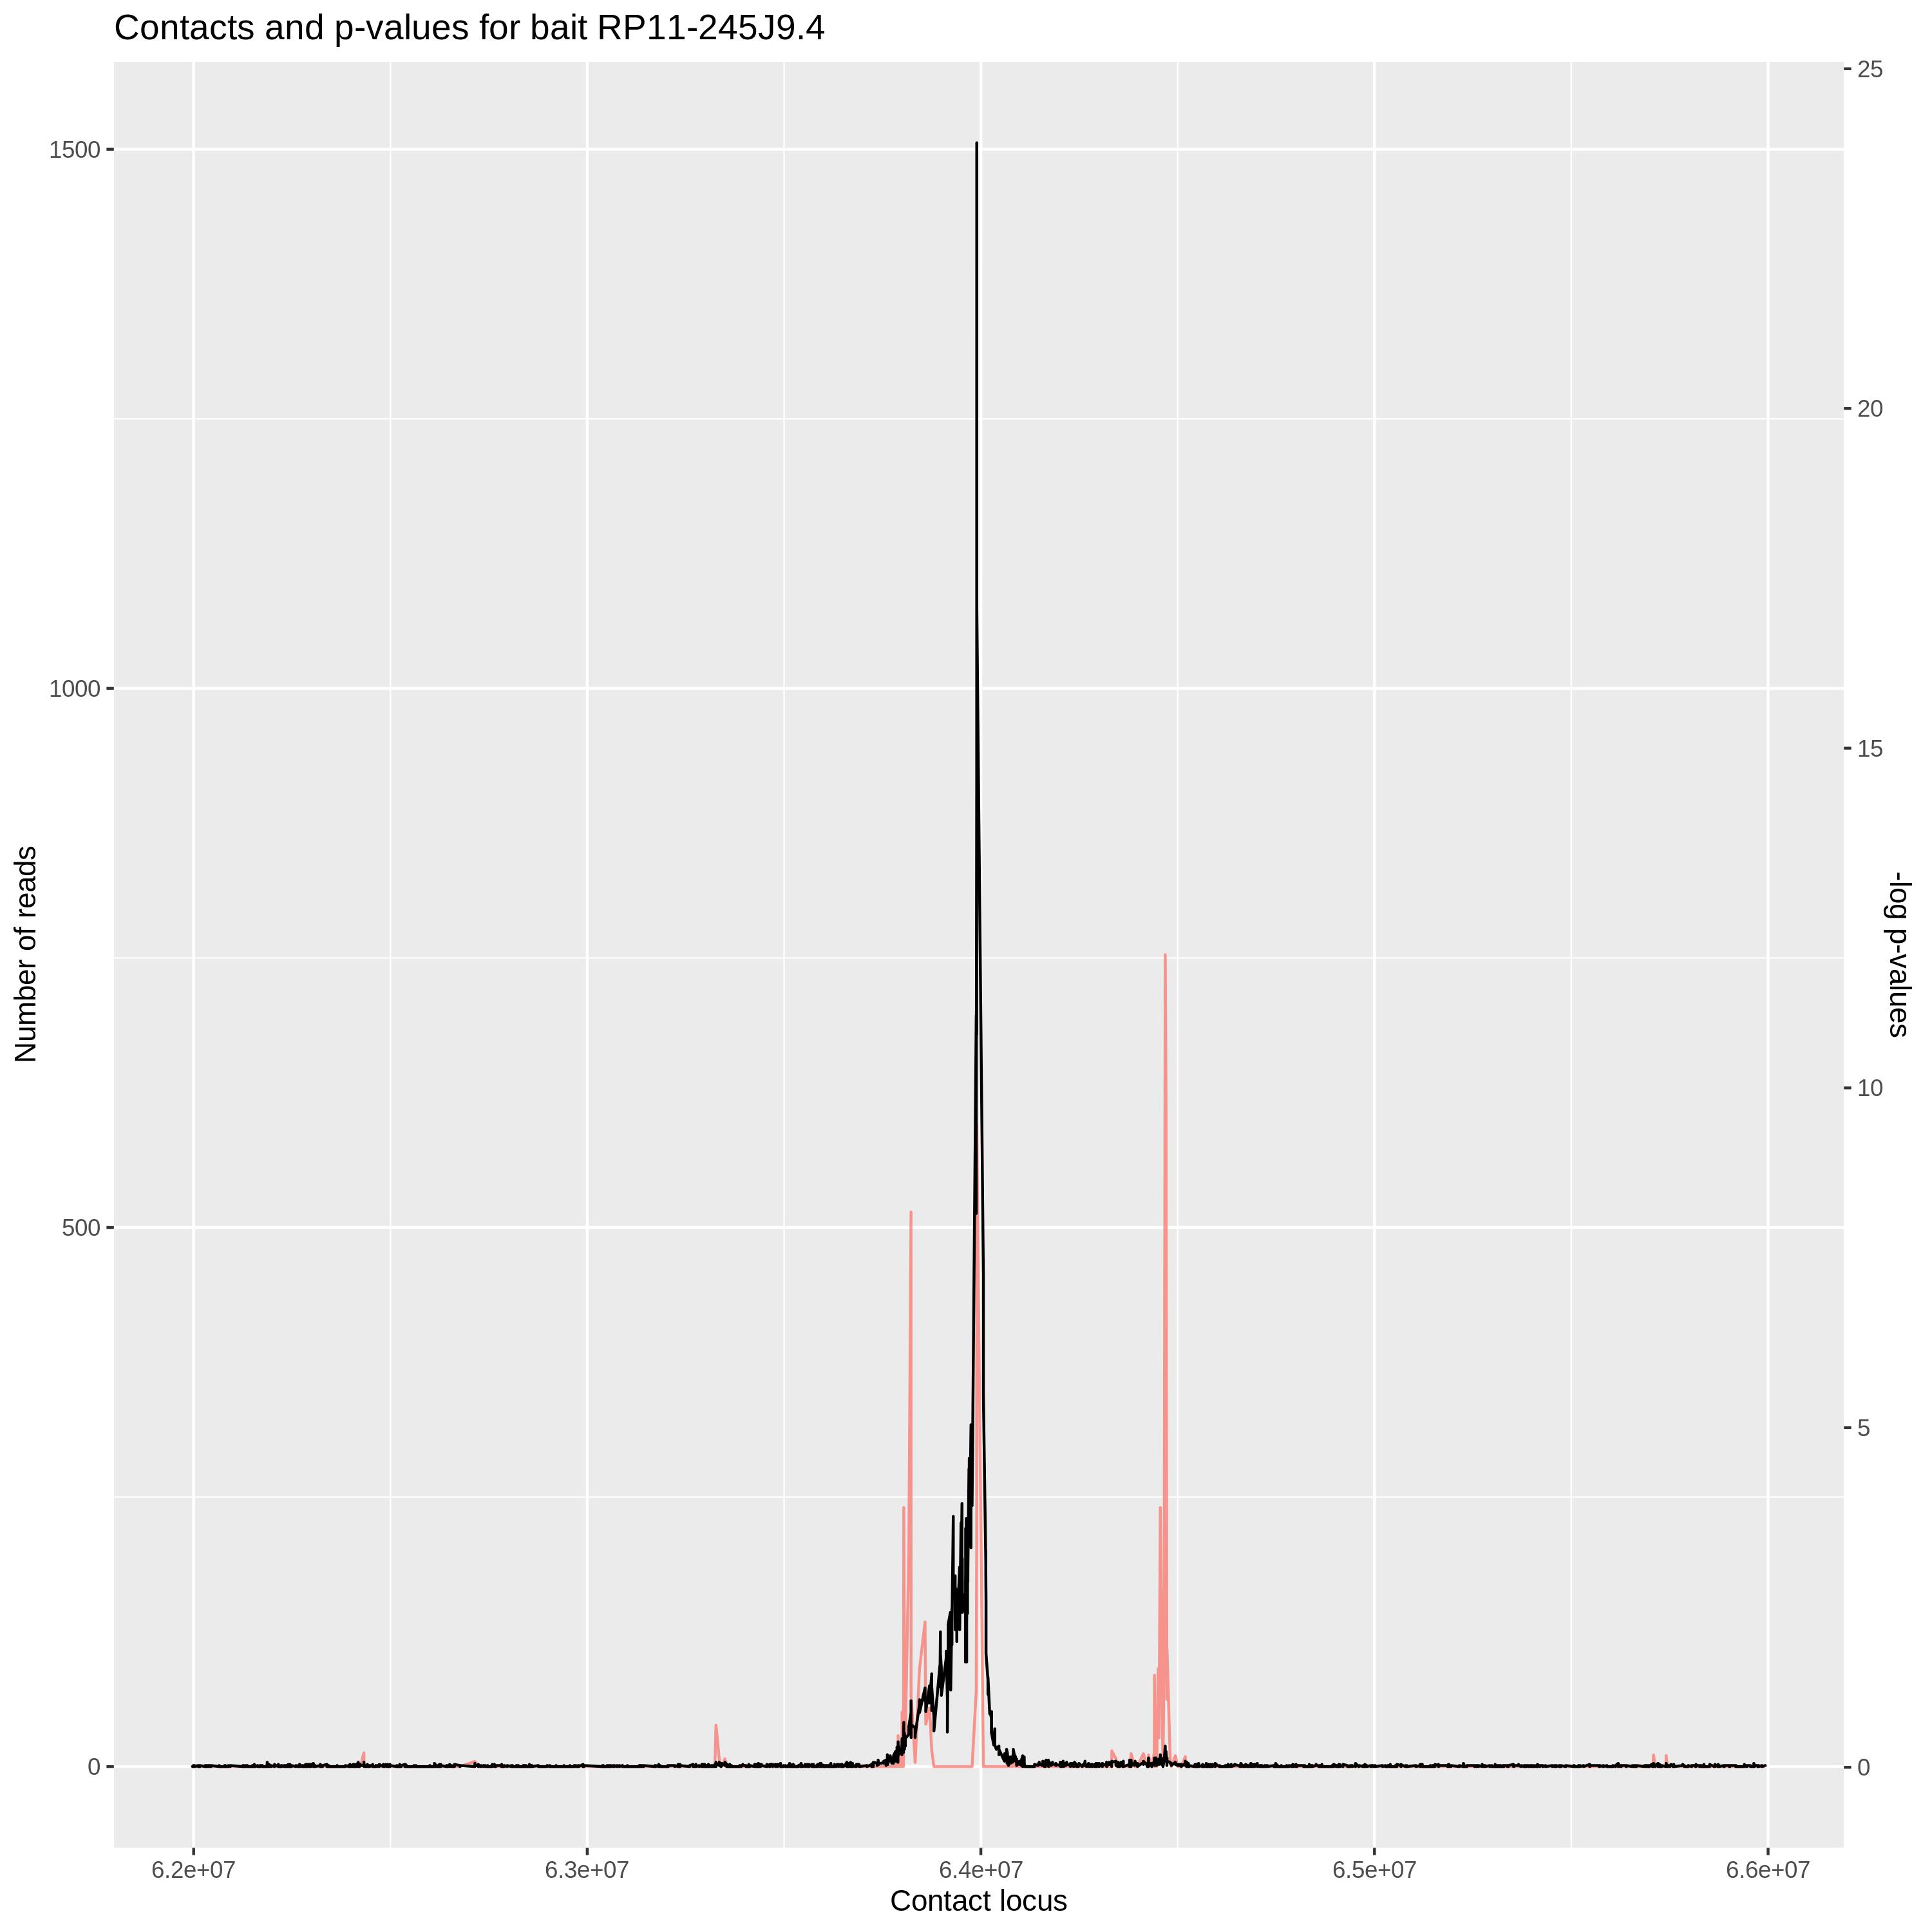 Contacts and p-values for bait RP11-245J9.4
25
1500
20
1000
15
Number of reads
-log p-values
10
500
5
0
0
6.2e+07
6.3e+07
6.4e+07
6.5e+07
6.6e+07
Contact locus